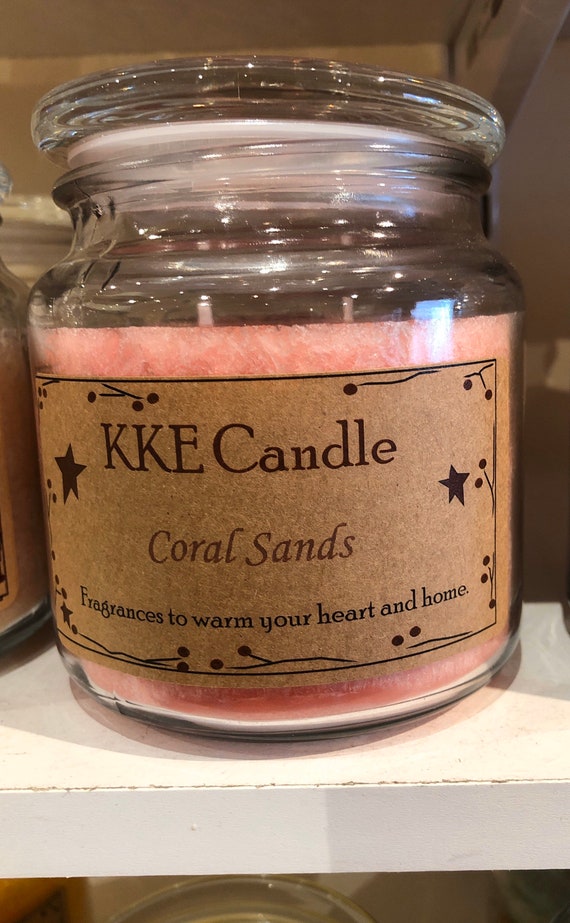 KKE Candle
Coral Sands
Fragrances to warm your heart and home.